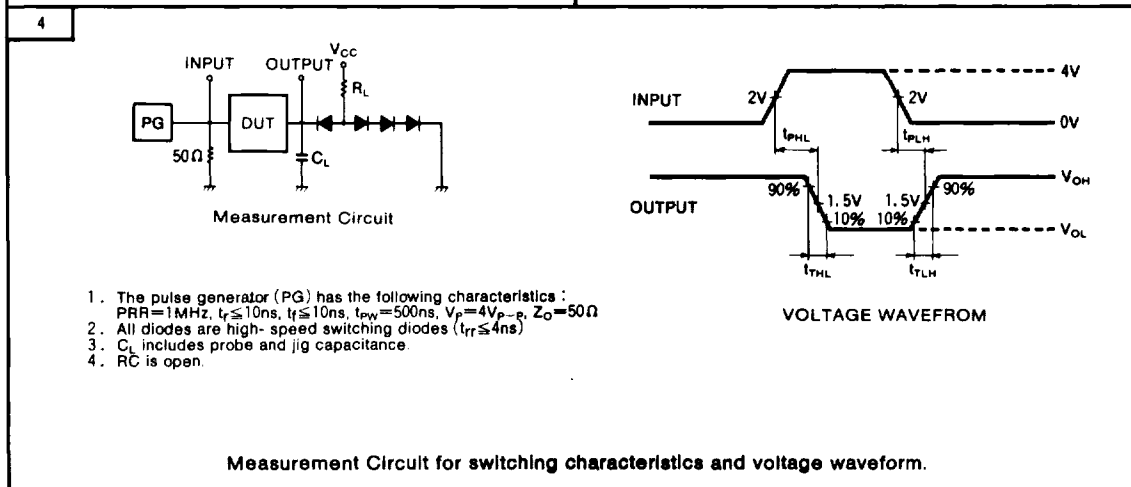 4
INPUT
OUTPUT
VCC
RL
PG
DUT
50Ω
CL
Measurement Circuit
INPUT
2V
2V
4V
0V
tPHL
tPLH
OUTPUT
90%
1.5V
10%
1.5V
10%
90%
VOH
VOL
tTHL
tTLH
VOLTAGE WAVEFROM
1. The pulse generator (PG) has the following characteristics :
PRR=1MHz, tr≦10ns, tf≦10ns, tPW=500ns, VP=4VP-P, ZO=50Ω
2. All diodes are high- speed switching diodes (trr≦4ns)
3. CL includes probe and jig capacitance.
4. RC is open.
Measurement Circuit for switching characteristics and voltage waveform.